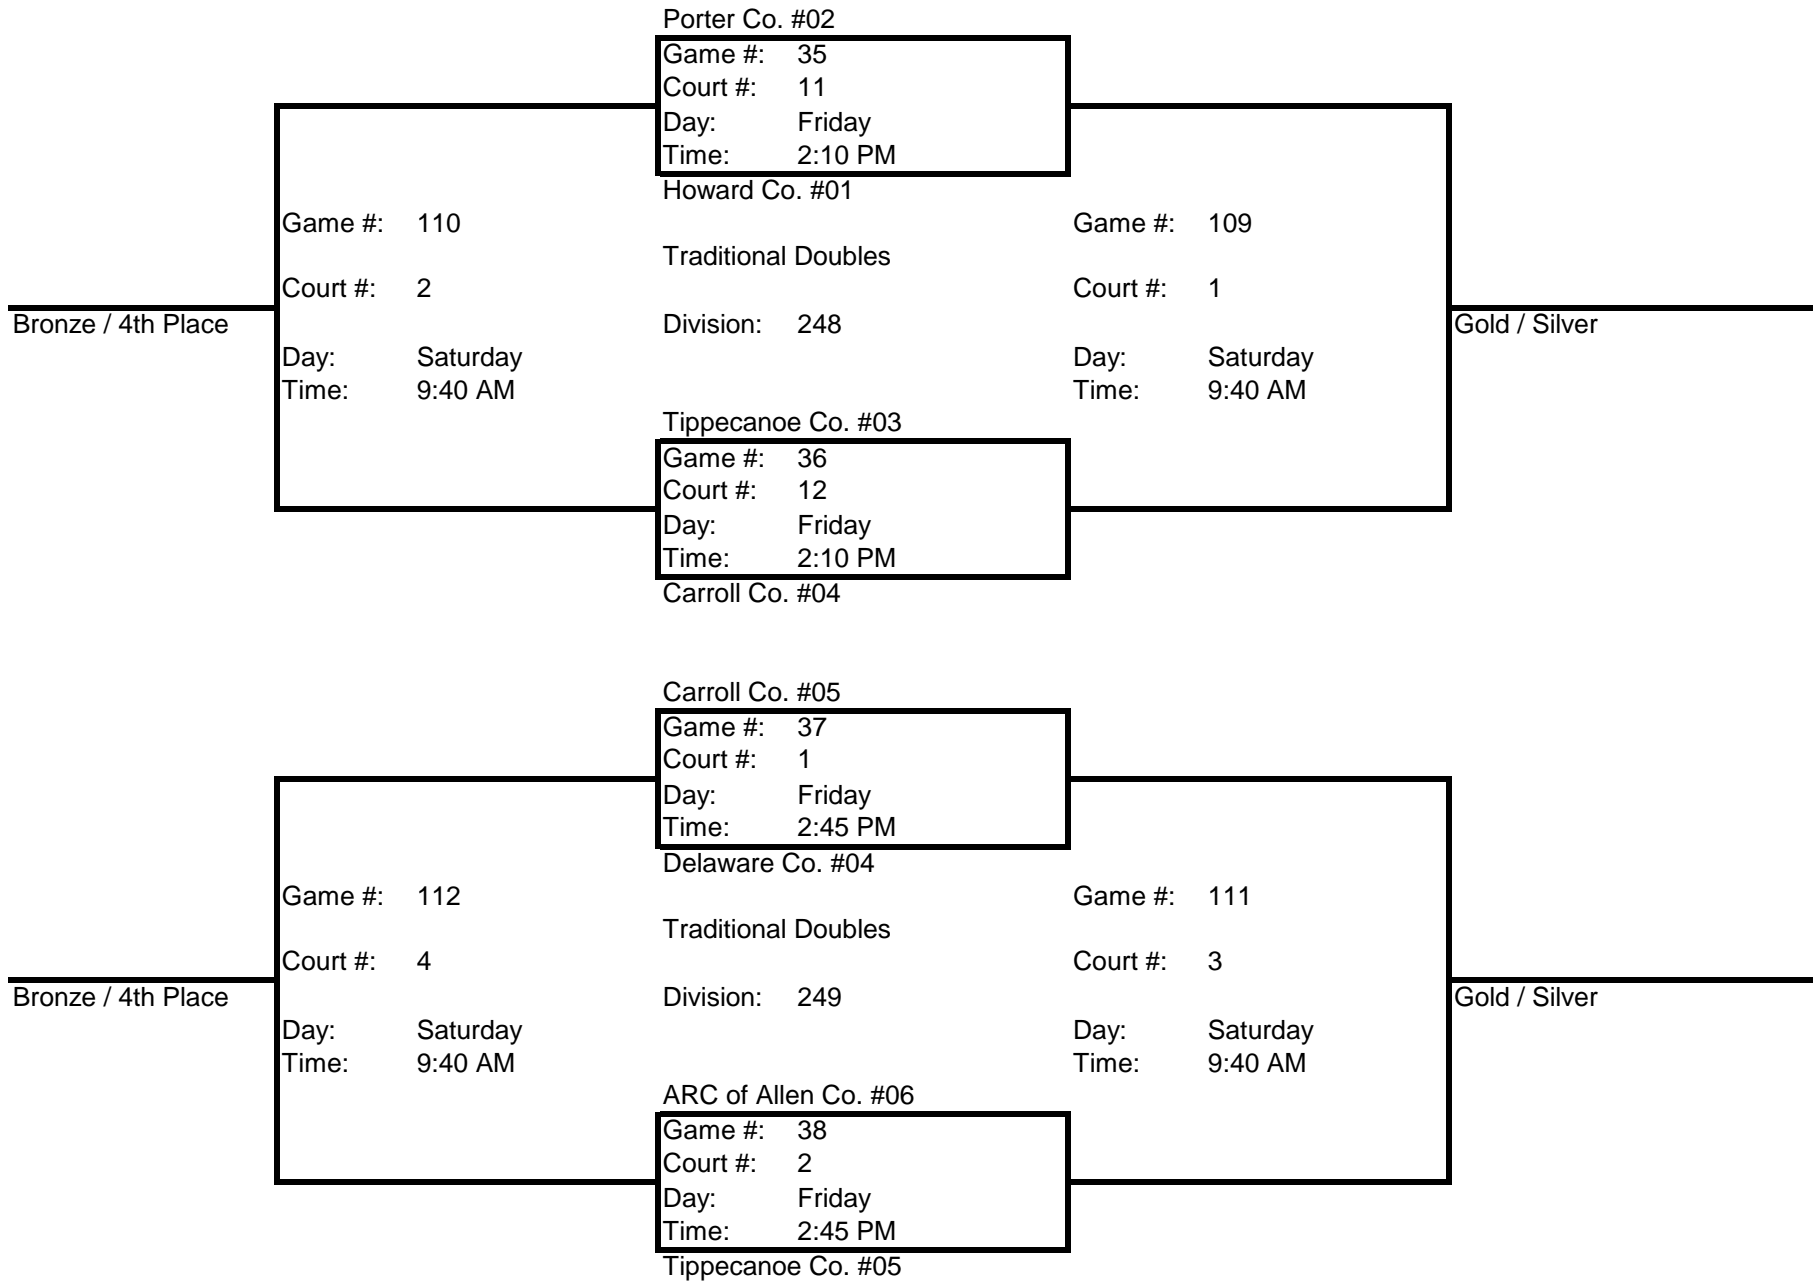 Porter Co. #02
Game #: 35
Court #: 11
Day: Friday
Time: 2:10 PM
Howard Co. #01
Game #: 110
Game #: 109
Traditional Doubles
Court #: 2
Court #: 1
Bronze / 4th Place
Division: 248
Gold / Silver
Day: Saturday
Day: Saturday
Time: 9:40 AM
Time: 9:40 AM
Tippecanoe Co. #03
Game #: 36
Court #: 12
Day: Friday
Time: 2:10 PM
Carroll Co. #04
Carroll Co. #05
Game #: 37
Court #: 1
Day: Friday
Time: 2:45 PM
Delaware Co. #04
Game #: 112
Game #: 111
Traditional Doubles
Court #: 4
Court #: 3
Bronze / 4th Place
Division: 249
Gold / Silver
Day: Saturday
Day: Saturday
Time: 9:40 AM
Time: 9:40 AM
ARC of Allen Co. #06
Game #: 38
Court #: 2
Day: Friday
Time: 2:45 PM
Tippecanoe Co. #05